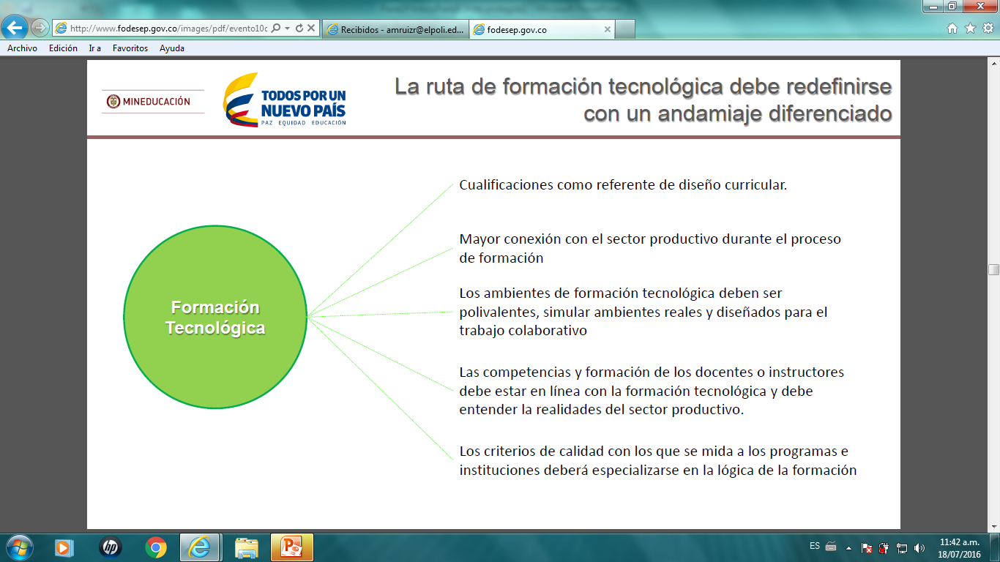 http://www.fodesep.gov.co/images/pdf/evento10c
Recibidos - amruizr@elpoli.ed...
fodesep.gov.co
Archivo Edición Ir a Favoritos Ayuda
MINEDUCACIÓN
TODOS POR UN
NUEVO PAÍS
PAZ EQUIDAD EDUCACIÓN
La ruta de formación tecnológica debe redefinirse
con un andamiaje diferenciado
Formación
Tecnológica
Cualificaciones como referente de diseño curricular.
Mayor conexión con el sector productivo durante el proceso
de formación
Los ambientes de formación tecnológica deben ser
polivalentes, simular ambientes reales y diseñados para el
trabajo colaborativo
Las competencias y formación de los docentes o instructores
debe estar en línea con la formación tecnológica y debe
entender la realidades del sector productivo.
Los criterios de calidad con los que se mida a los programas e
instituciones deberá especializarse en la lógica de la formación
hp
ES
11:42 a.m.
18/07/2016